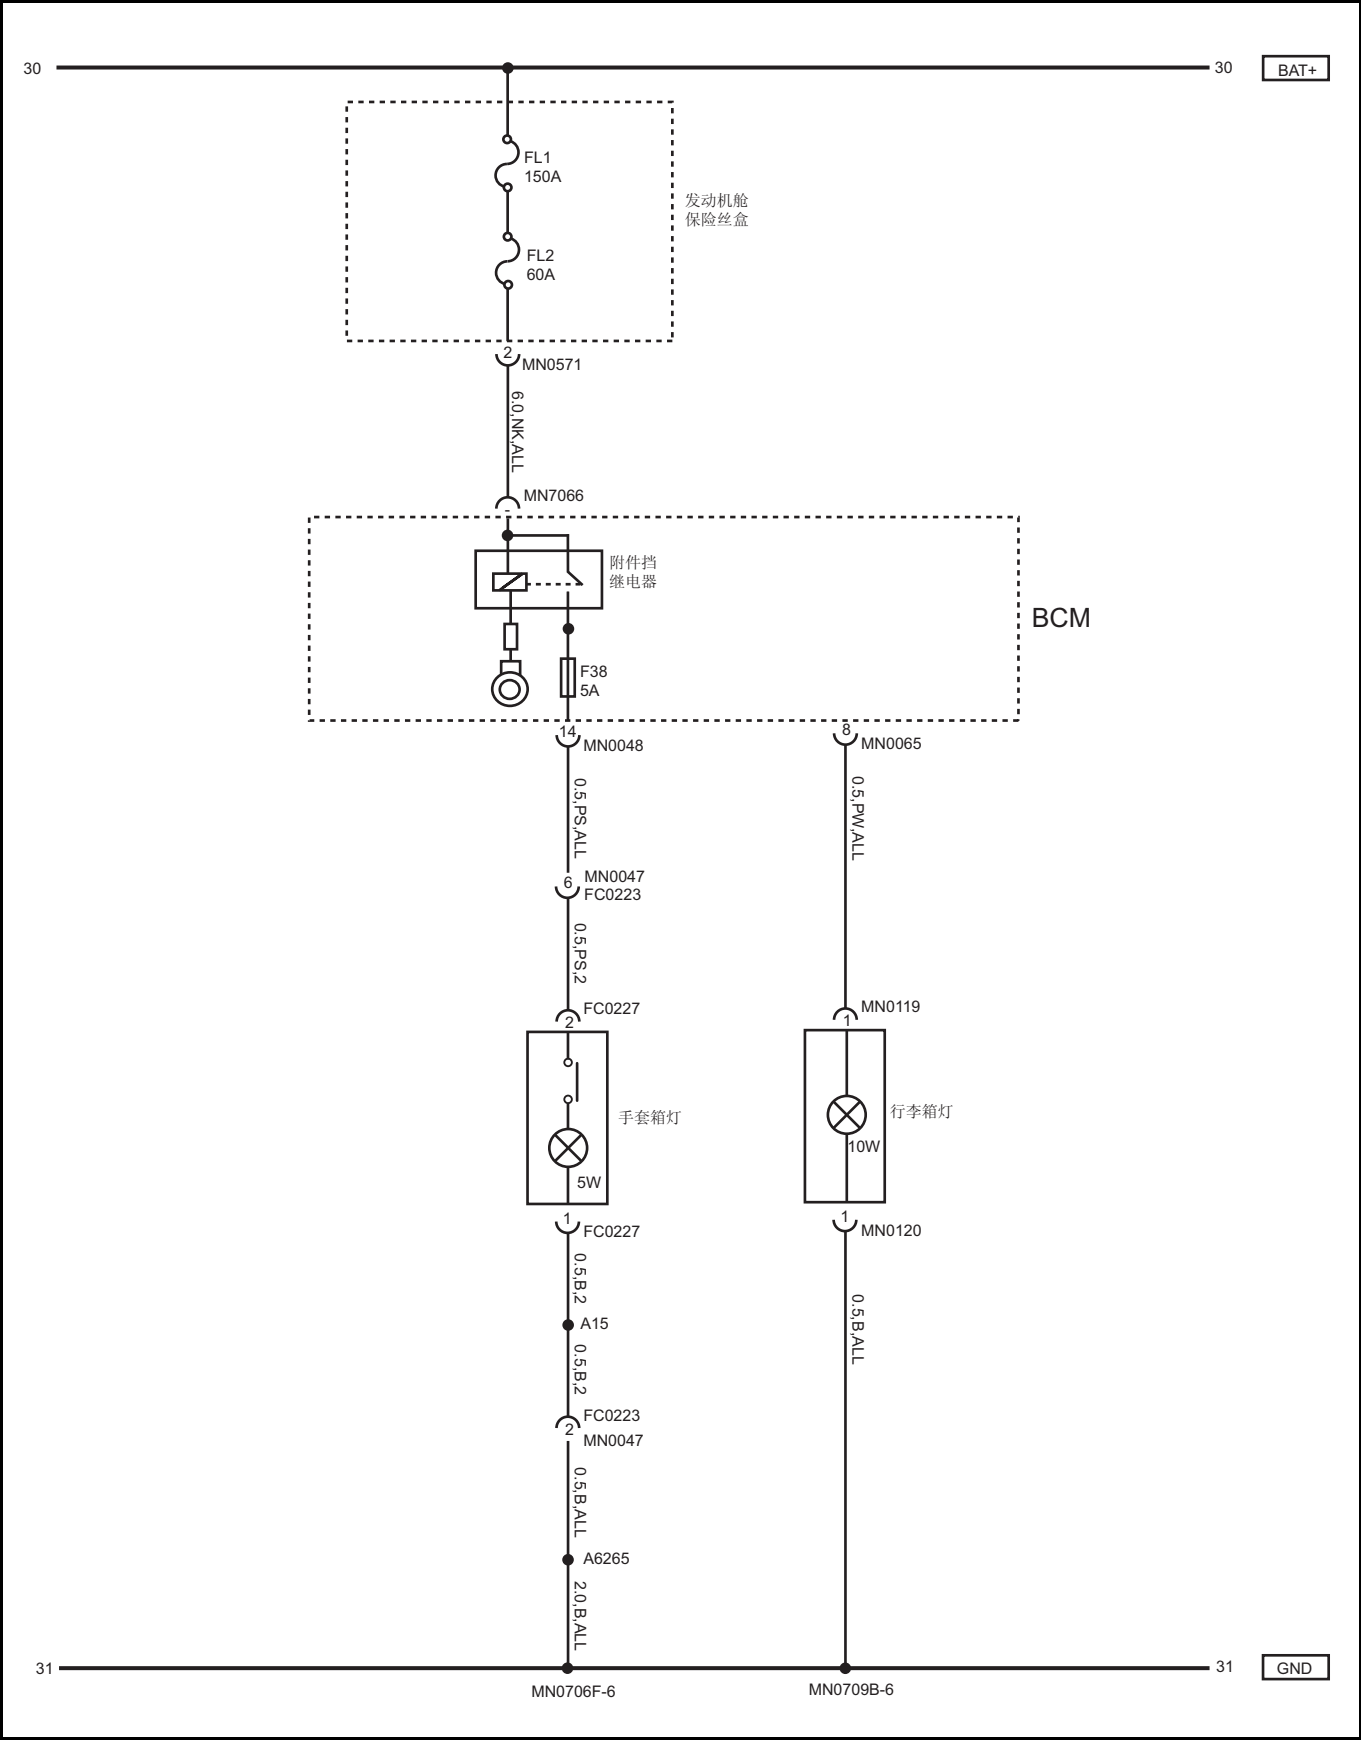 30
30
BAT+
FL1
150A
发动机舱
保险丝盒
FL2
60A
2
MN0571
6.0,NK,ALL
MN7066
-
附件挡
继电器
BCM
F38
5A
14
MN0048
8
MN0065
0.5,PS,ALL
0.5,PW,ALL
6
MN0047
FC0223
0.5,PS,2
FC0227
2
MN0119
1
手套箱灯
5W
行李箱灯
10W
1
FC0227
1
MN0120
0.5,B,2
A15
0.5,B,2
0.5,B,ALL
FC0223
2
MN0047
0.5,B,ALL
A6265
2.0,B,ALL
31
31
GND
MN0706F-6
MN0709B-6